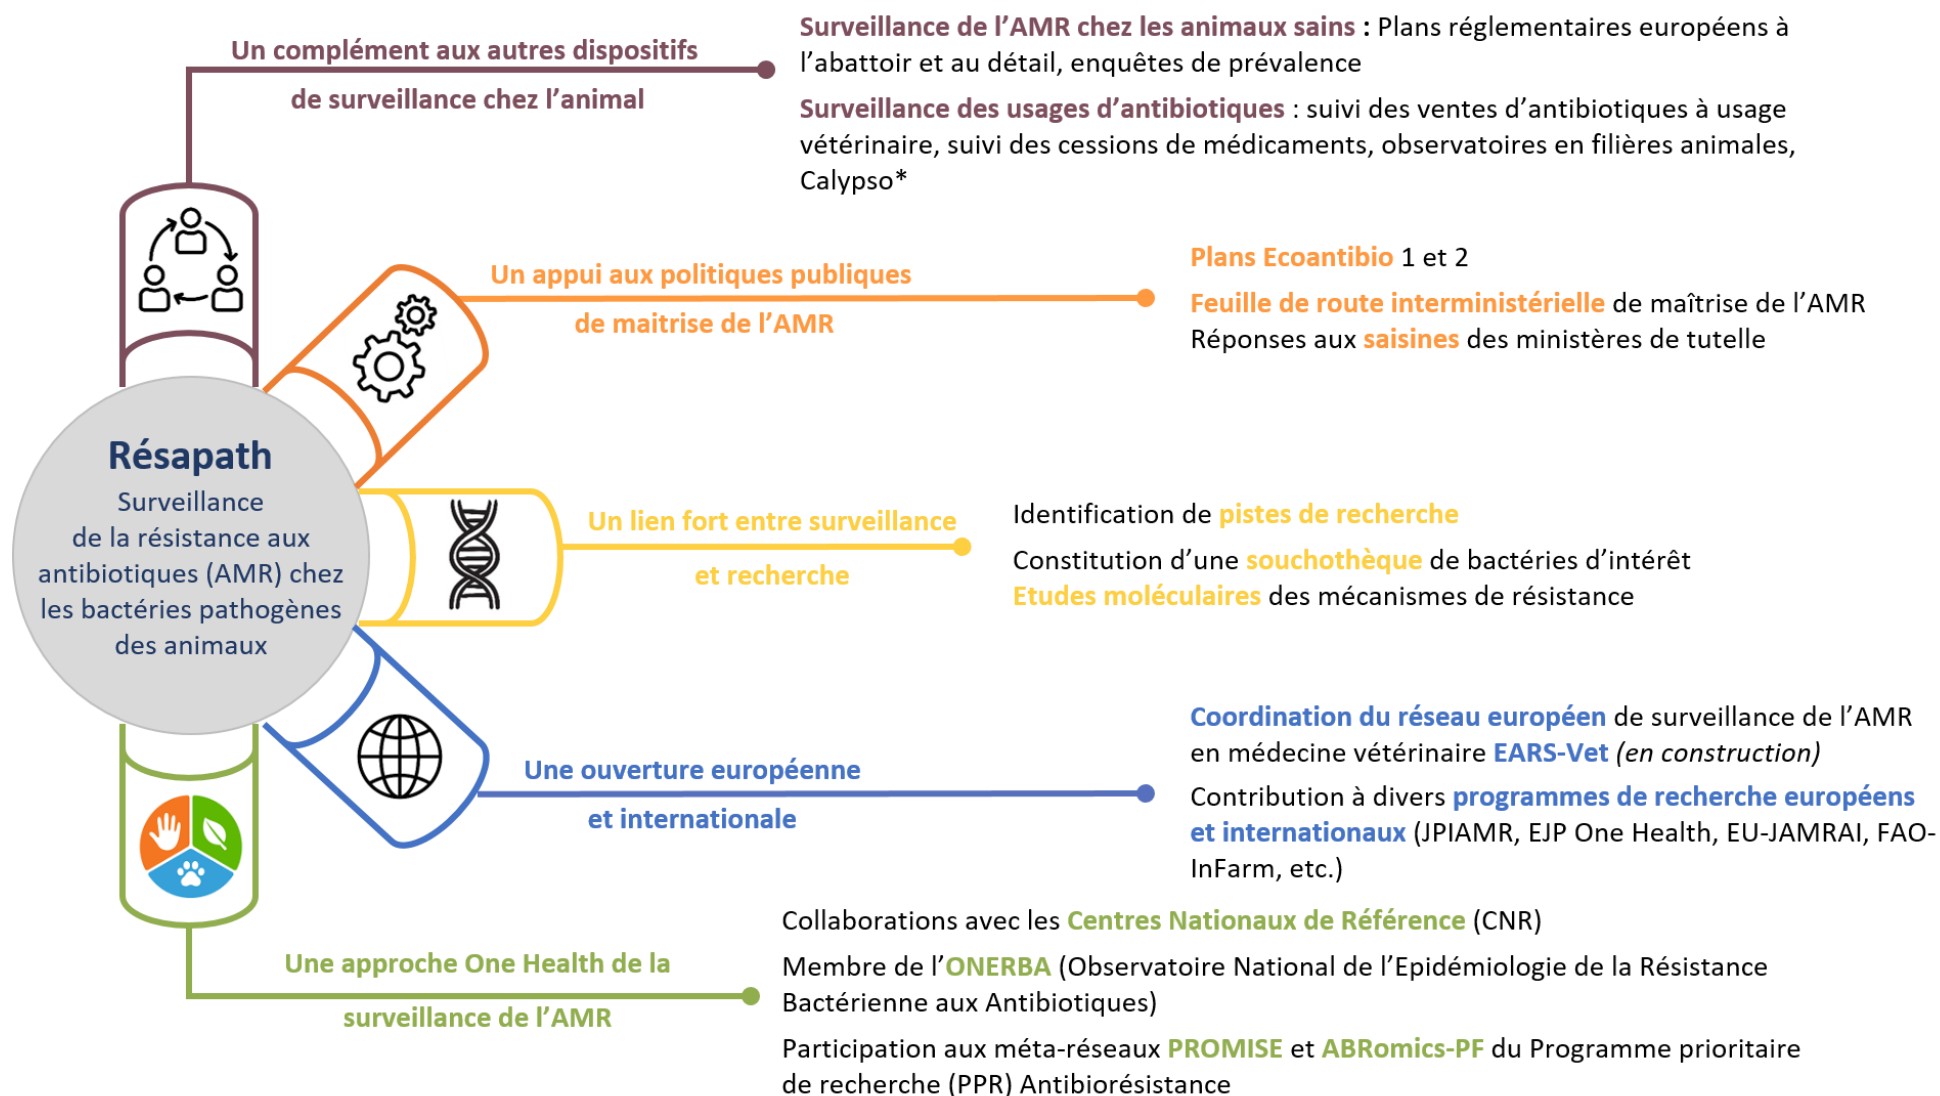 Un complément aux autres dispositifs
de surveillance chez l’animal
Surveillance de l’AMR chez les animaux sains : Plans réglementaires européens à
l’abattoir et au détail, enquêtes de prévalence
Surveillance des usages d’antibiotiques : suivi des ventes d’antibiotiques à usage
vétérinaire, suivi des cessions de médicaments, observatoires en filières animales,
Calypso*
Un appui aux politiques publiques
de maitrise de l’AMR
Plans Ecoantibio 1 et 2
Feuille de route interministérielle de maîtrise de l’AMR
Réponses aux saisines des ministères de tutelle
Résapath
Surveillance
de la résistance aux
antibiotiques (AMR) chez
les bactéries pathogènes
des animaux
Un lien fort entre surveillance
et recherche
Identification de pistes de recherche
Constitution d’une souchothèque de bactéries d’intérêt
Etudes moléculaires des mécanismes de résistance
Une ouverture européenne
et internationale
Coordination du réseau européen de surveillance de l’AMR
en médecine vétérinaire EARS-Vet (en construction)
Contribution à divers programmes de recherche européens
et internationaux (JPIAMR, EJP One Health, EU-JAMRAI, FAO-
InFarm, etc.)
Une approche One Health de la
surveillance de l’AMR
Collaborations avec les Centres Nationaux de Référence (CNR)
Membre de l’ONERBA (Observatoire National de l’Epidémiologie de la Résistance
Bactérienne aux Antibiotiques)
Participation aux méta-réseaux PROMISE et ABRomics-PF du Programme prioritaire
de recherche (PPR) Antibiorésistance